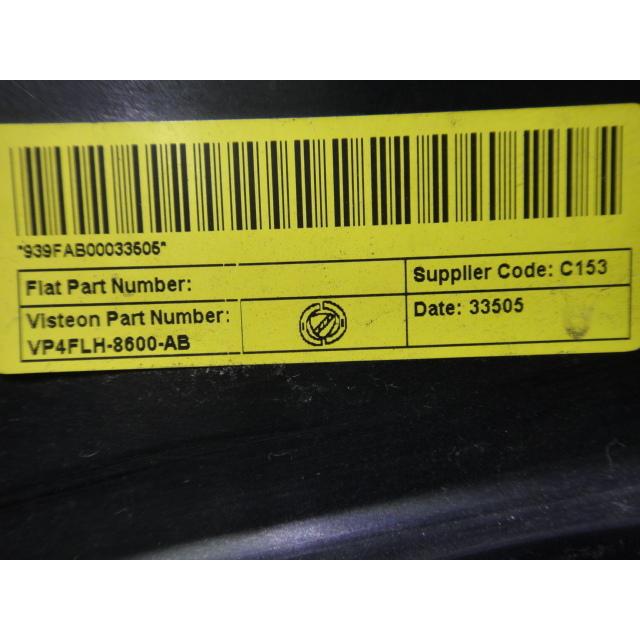 *939FAB00033505*
Fiat Part Number:
Supplier Code: C153
Visteon Part Number:
VP4FLH-8600-AB
Date: 33505